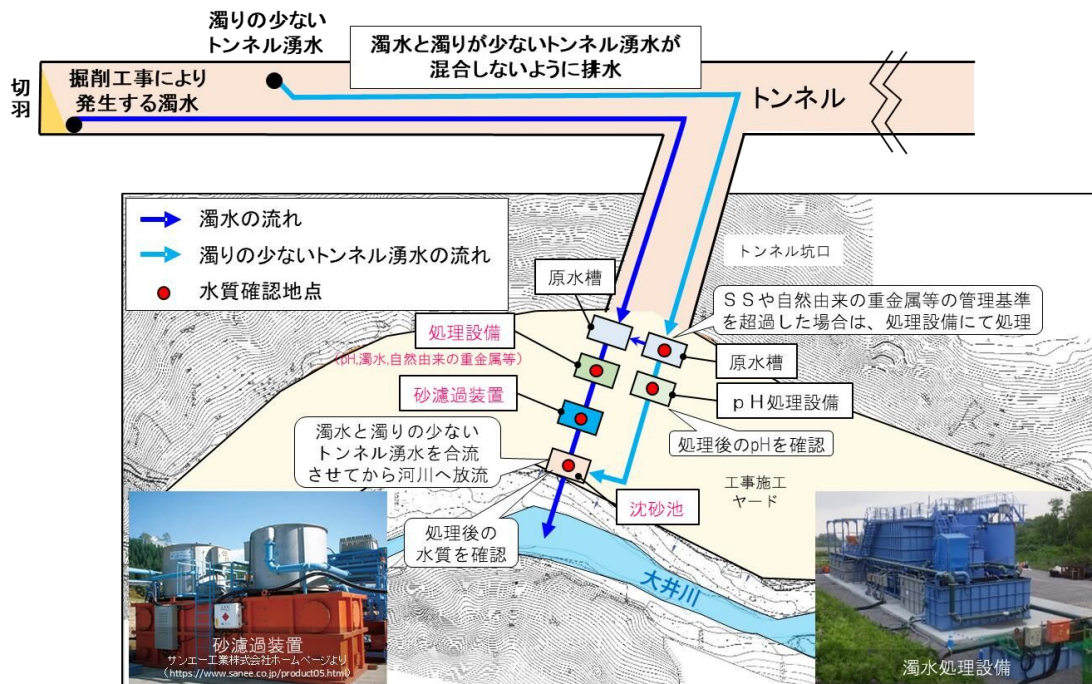 濁りの少ない
トンネル湧水
濁水と濁りが少ないトンネル湧水が
混合しないように排水
切羽
掘削工事により
発生する濁水
トンネル
濁水の流れ
濁りの少ないトンネル湧水の流れ
水質確認地点
トンネル坑口
原水槽
ＳＳや自然由来の重金属等の管理基準
を超過した場合は、処理設備にて処理
処理設備
（pH,濁水,自然由来の重金属等）
原水槽
砂濾過装置
ｐＨ処理設備
処理後のpHを確認
濁水と濁りの少ない
トンネル湧水を合流
させてから河川へ放流
工事施工
ヤード
沈砂池
処理後の
水質を確認
大井川
砂濾過装置
サンエー工業株式会社ホームページより
（https://www.sanee.co.jp/product05.html）
濁水処理設備